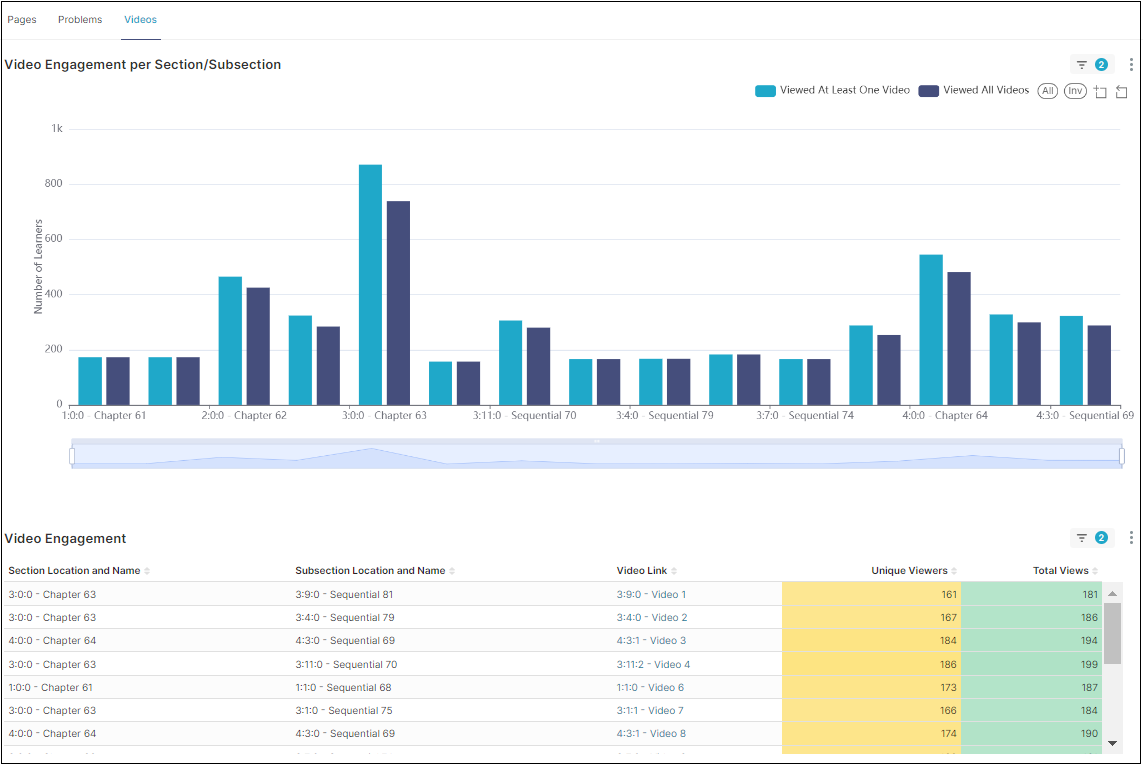 Pages Problems Videos
Video Engagement per Section/Subsection 2
Viewed At Least One Video Viewed All Videos All Inv
1k
800
600
400
200
0
Number of Learners
1:0:0 - Chapter 61 2:0:0 - Chapter 62 3:0:0 - Chapter 63 3:11:0 - Sequential 70 3:4:0 - Sequential 79 3:7:0 - Sequential 74 4:0:0 - Chapter 64 4:3:0 - Sequential 69
Video Engagement 2
Section Location and Name Subsection Location and Name Video Link Unique Viewers Total Views
3:0:0 - Chapter 63 3:9:0 - Sequential 81 3:9:0 - Video 1 161 181
3:0:0 - Chapter 63 3:4:0 - Sequential 79 3:4:0 - Video 2 167 186
4:0:0 - Chapter 64 4:3:0 - Sequential 69 4:3:1 - Video 3 184 194
3:0:0 - Chapter 63 3:11:0 - Sequential 70 3:11:2 - Video 4 186 199
1:0:0 - Chapter 61 1:1:0 - Sequential 68 1:1:0 - Video 6 173 187
3:0:0 - Chapter 63 3:1:0 - Sequential 75 3:1:1 - Video 7 166 184
4:0:0 - Chapter 64 4:3:0 - Sequential 69 4:3:1 - Video 8 174 190